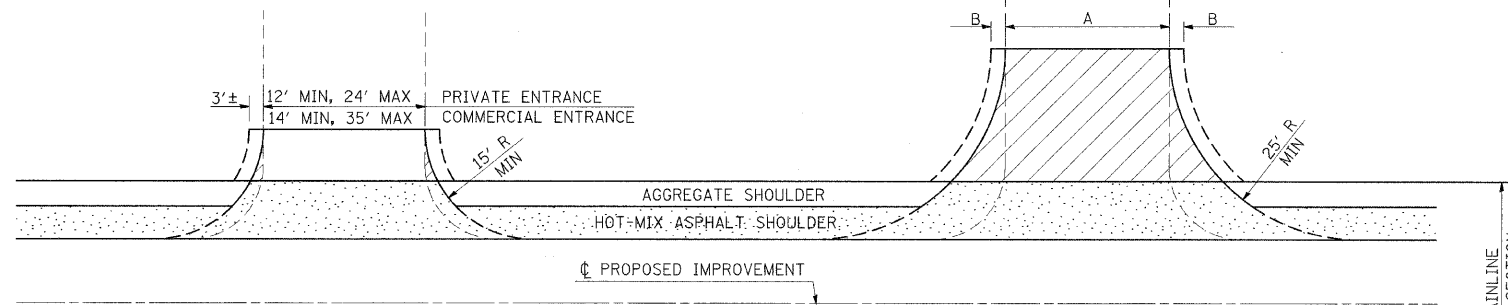 B A B
3'± 12' MIN, 24' MAX PRIVATE ENTRANCE
14' MIN, 35' MAX COMMERCIAL ENTRANCE
15' R
MIN
25' R
MIN
AGGREGATE SHOULDER
HOT-MIX ASPHALT SHOULDER
℄ PROPOSED IMPROVEMENT